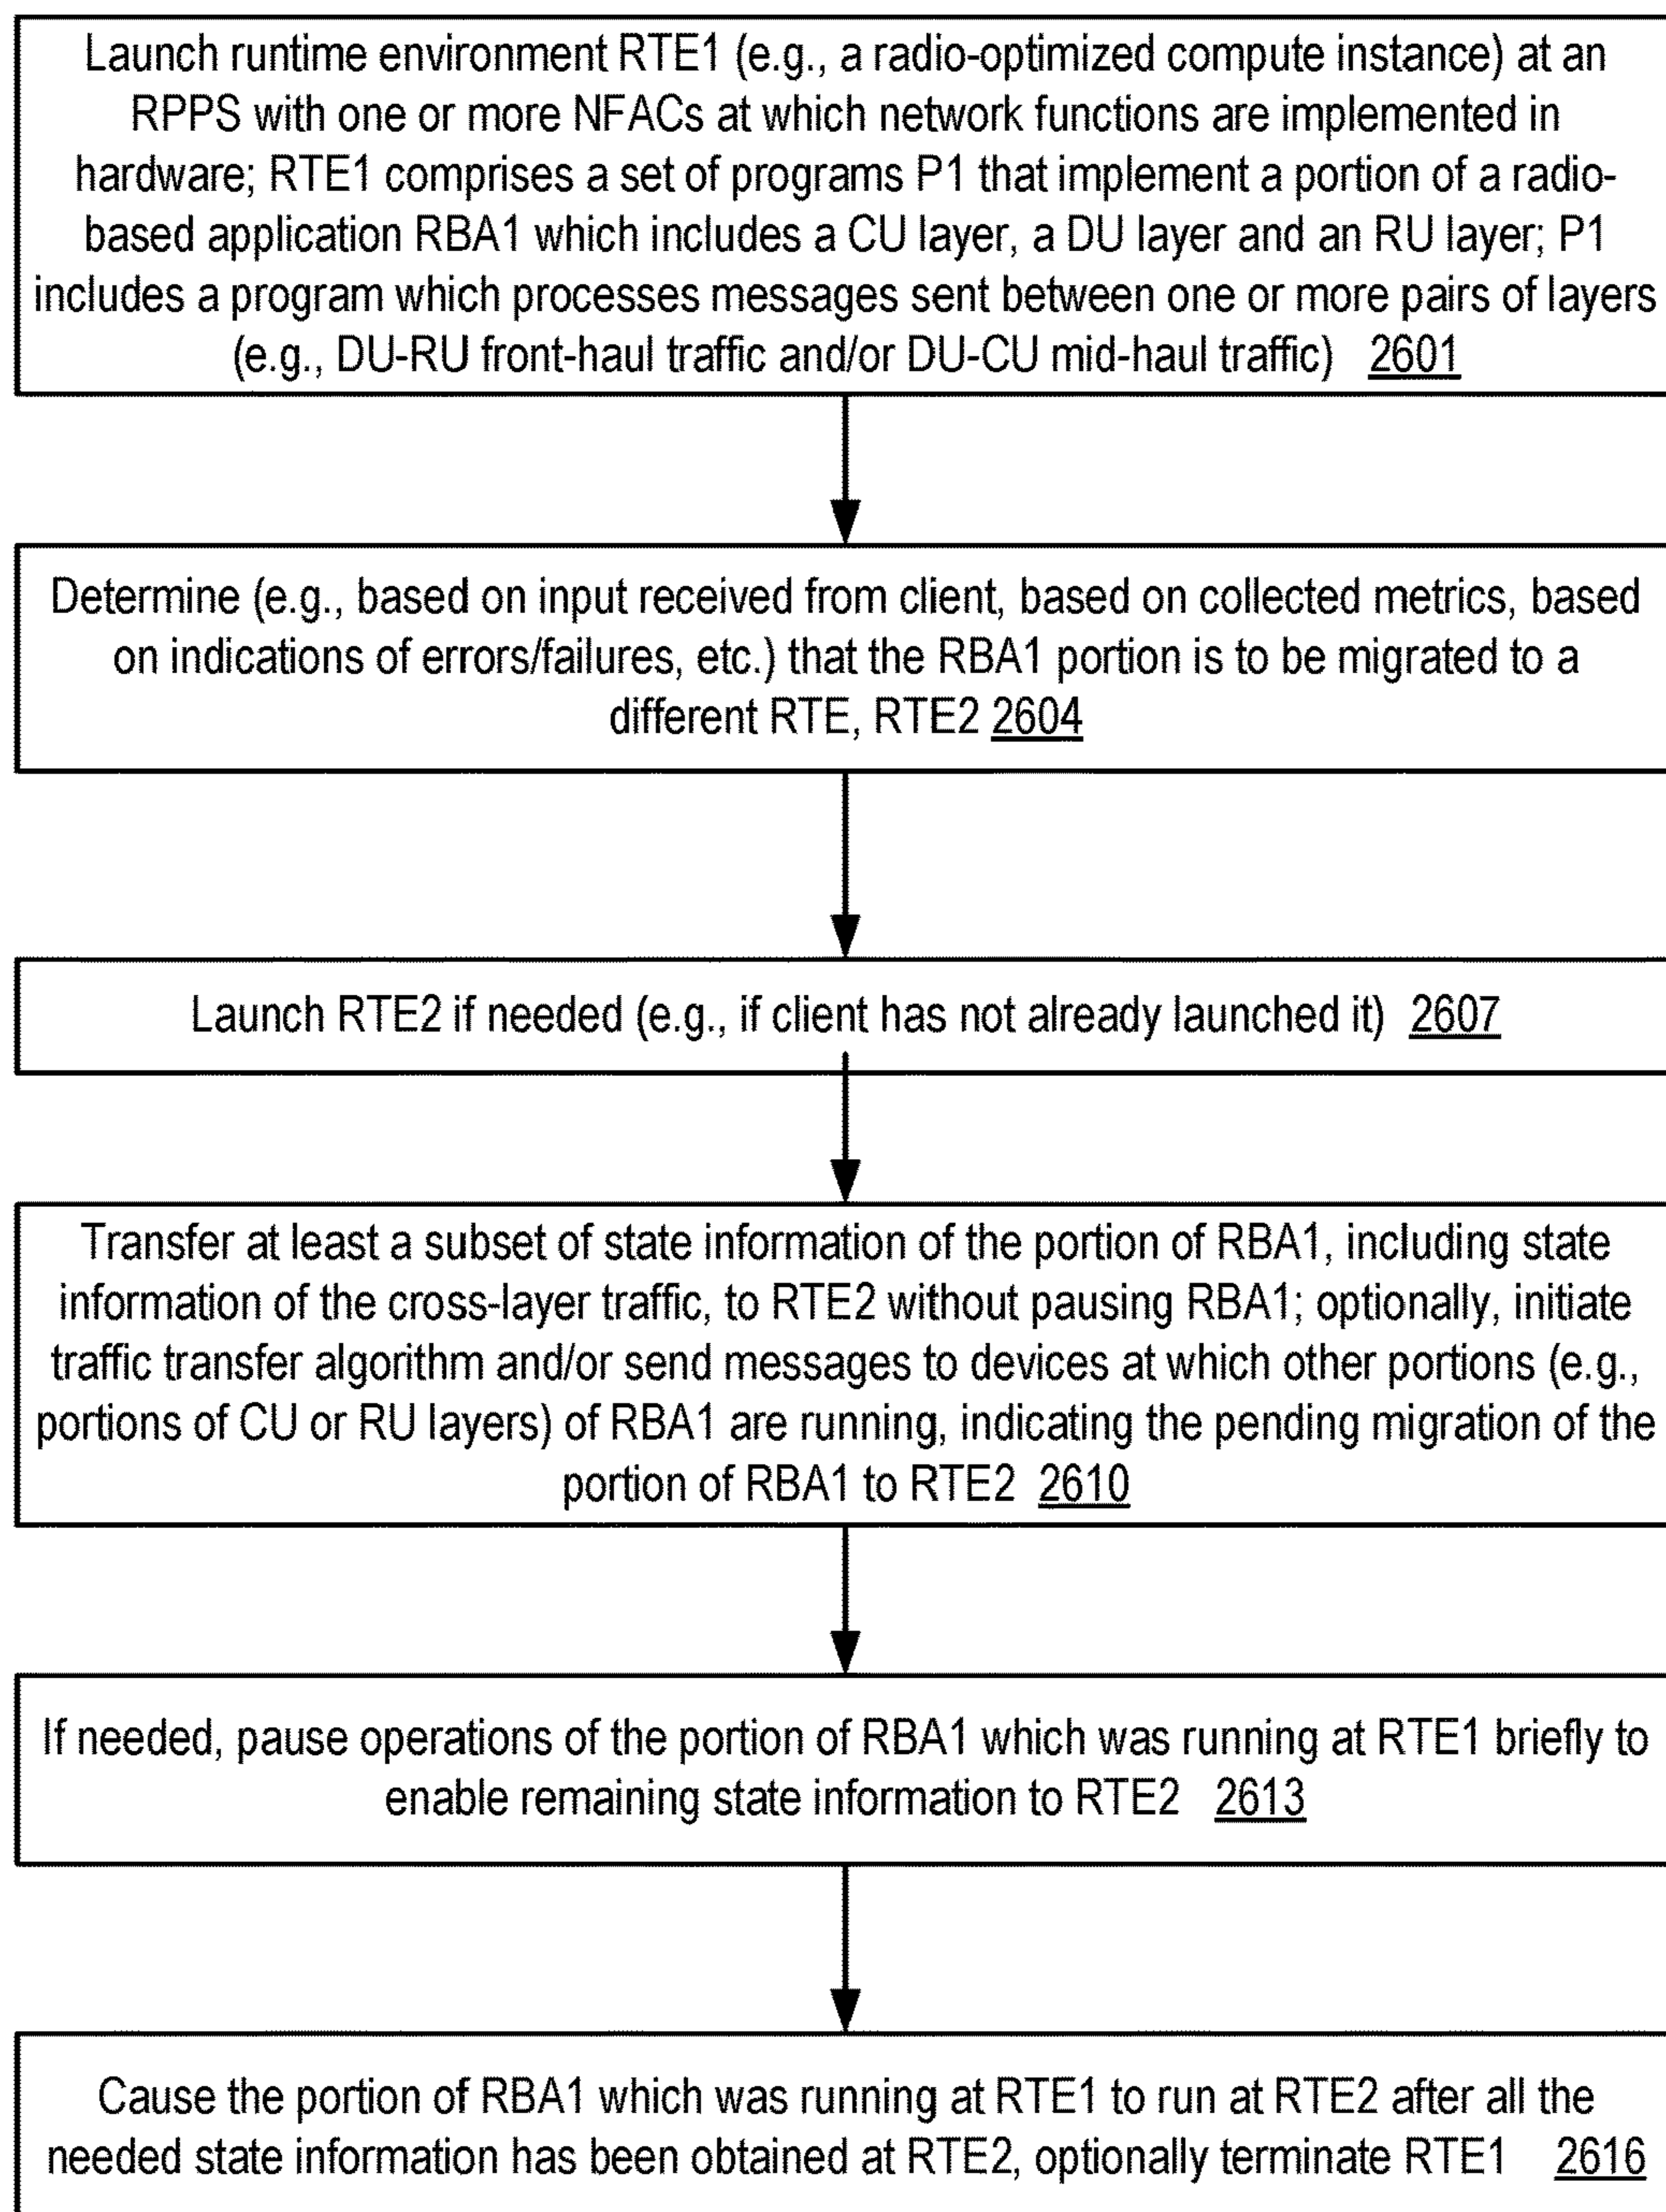 Launch runtime environment RTE1 (e.g., a radio-optimized compute instance) at an
RPPS with one or more NFACs at which network functions are implemented in
hardware; RTE1 comprises a set of programs P1 that implement a portion of a radio-
based application RBA1 which includes a CU layer, a DU layer and an RU layer; P1
includes a program which processes messages sent between one or more pairs of layers
(e.g., DU-RU front-haul traffic and/or DU-CU mid-haul traffic) 2601
Determine (e.g., based on input received from client, based on collected metrics, based
on indications of errors/failures, etc.) that the RBA1 portion is to be migrated to a
different RTE, RTE2 2604
Launch RTE2 if needed (e.g., if client has not already launched it) 2607
Transfer at least a subset of state information of the portion of RBA1, including state
information of the cross-layer traffic, to RTE2 without pausing RBA1; optionally, initiate
traffic transfer algorithm and/or send messages to devices at which other portions (e.g.,
portions of CU or RU layers) of RBA1 are running, indicating the pending migration of the
portion of RBA1 to RTE2 2610
If needed, pause operations of the portion of RBA1 which was running at RTE1 briefly to
enable remaining state information to RTE2 2613
Cause the portion of RBA1 which was running at RTE1 to run at RTE2 after all the
needed state information has been obtained at RTE2, optionally terminate RTE1 2616